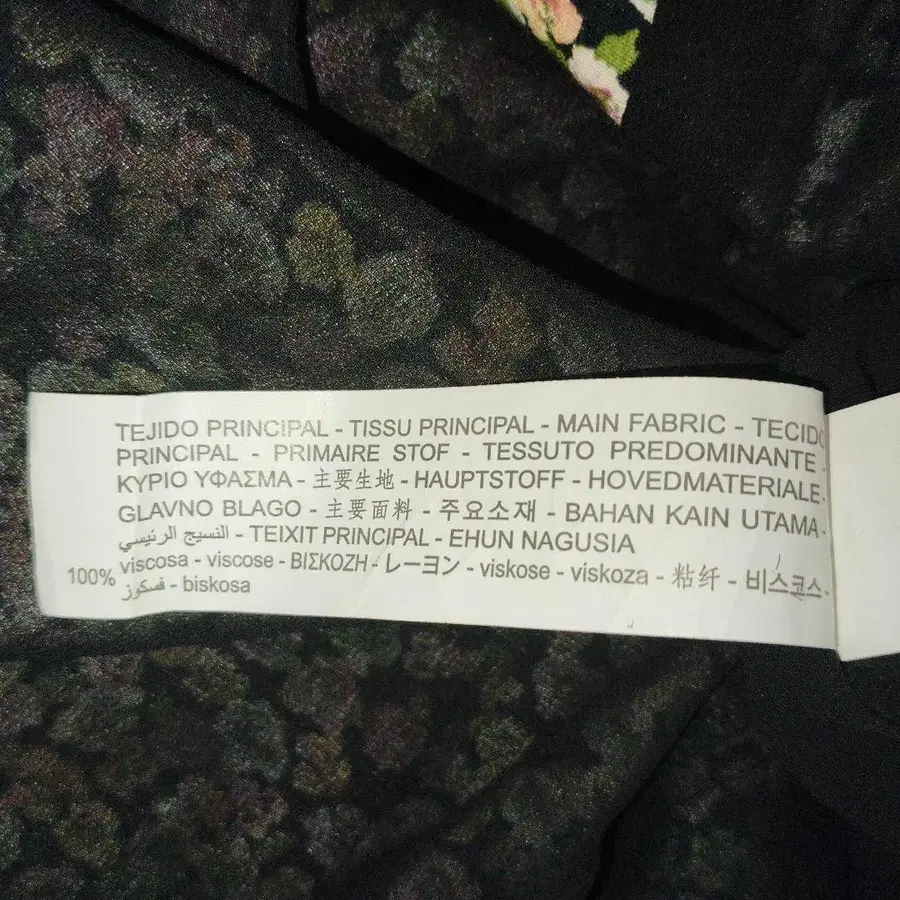 TEJIDO PRINCIPAL - TISSU PRINCIPAL - MAIN FABRIC - TECIDO
PRINCIPAL - PRIMAIRE STOF - TESSUTO PREDOMINANTE -
ΚΥΡΙΟ ΥΦΑΣΜΑ - 主要生地 - HAUPTSTOFF - HOVEDMATERIALE -
GLAVNO BLAGO - 主要面料 - 주요소재 - BAHAN KAIN UTAMA -
النسيج الرئيسي - TEIXIT PRINCIPAL - EHUN NAGUSIA
100% viscosa - viscose - ΒΙΣΚΟΖΗ - レーヨン - viskose - viskoza - 粘纤 - 비스코스 -
فسكوز - biskosa